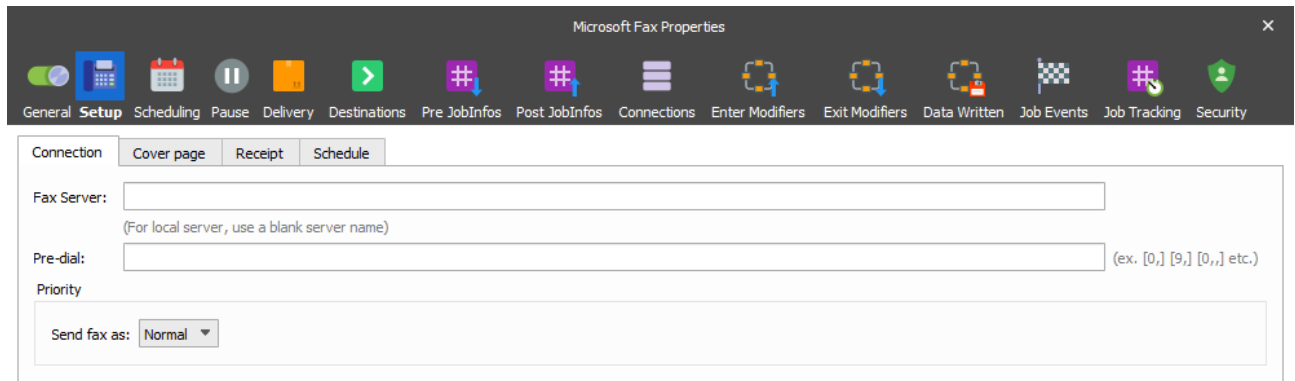 Microsoft Fax Properties
General Setup Scheduling Pause Delivery Destinations Pre JobInfos Post JobInfos Connections Enter Modifiers Exit Modifiers Data Written Job Events Job Tracking Security
Connection Cover page Receipt Schedule
Fax Server:
(For local server, use a blank server name)
Pre-dial: (ex. [0,] [9,] [0,,] etc.)
Priority
Send fax as: Normal